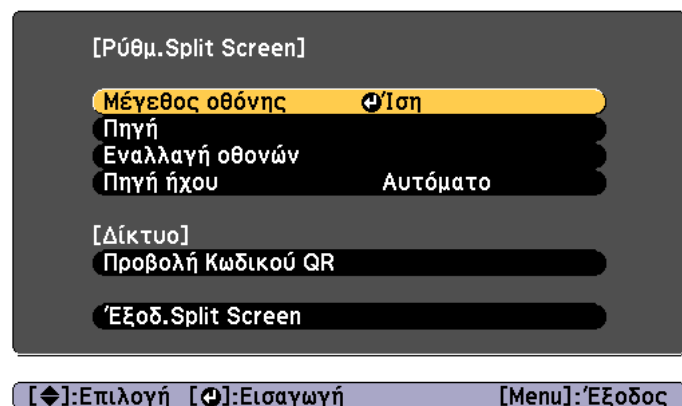 [Ρύθμ.Split Screen]
Μέγεθος οθόνης Ίση
Πηγή
Εναλλαγή οθονών
Πηγή ήχου Αυτόματο
[Δίκτυο]
Προβολή Κωδικού QR
Έξοδ.Split Screen
[◆]:Επιλογή [⏎]:Εισαγωγή [Menu]:Έξοδος